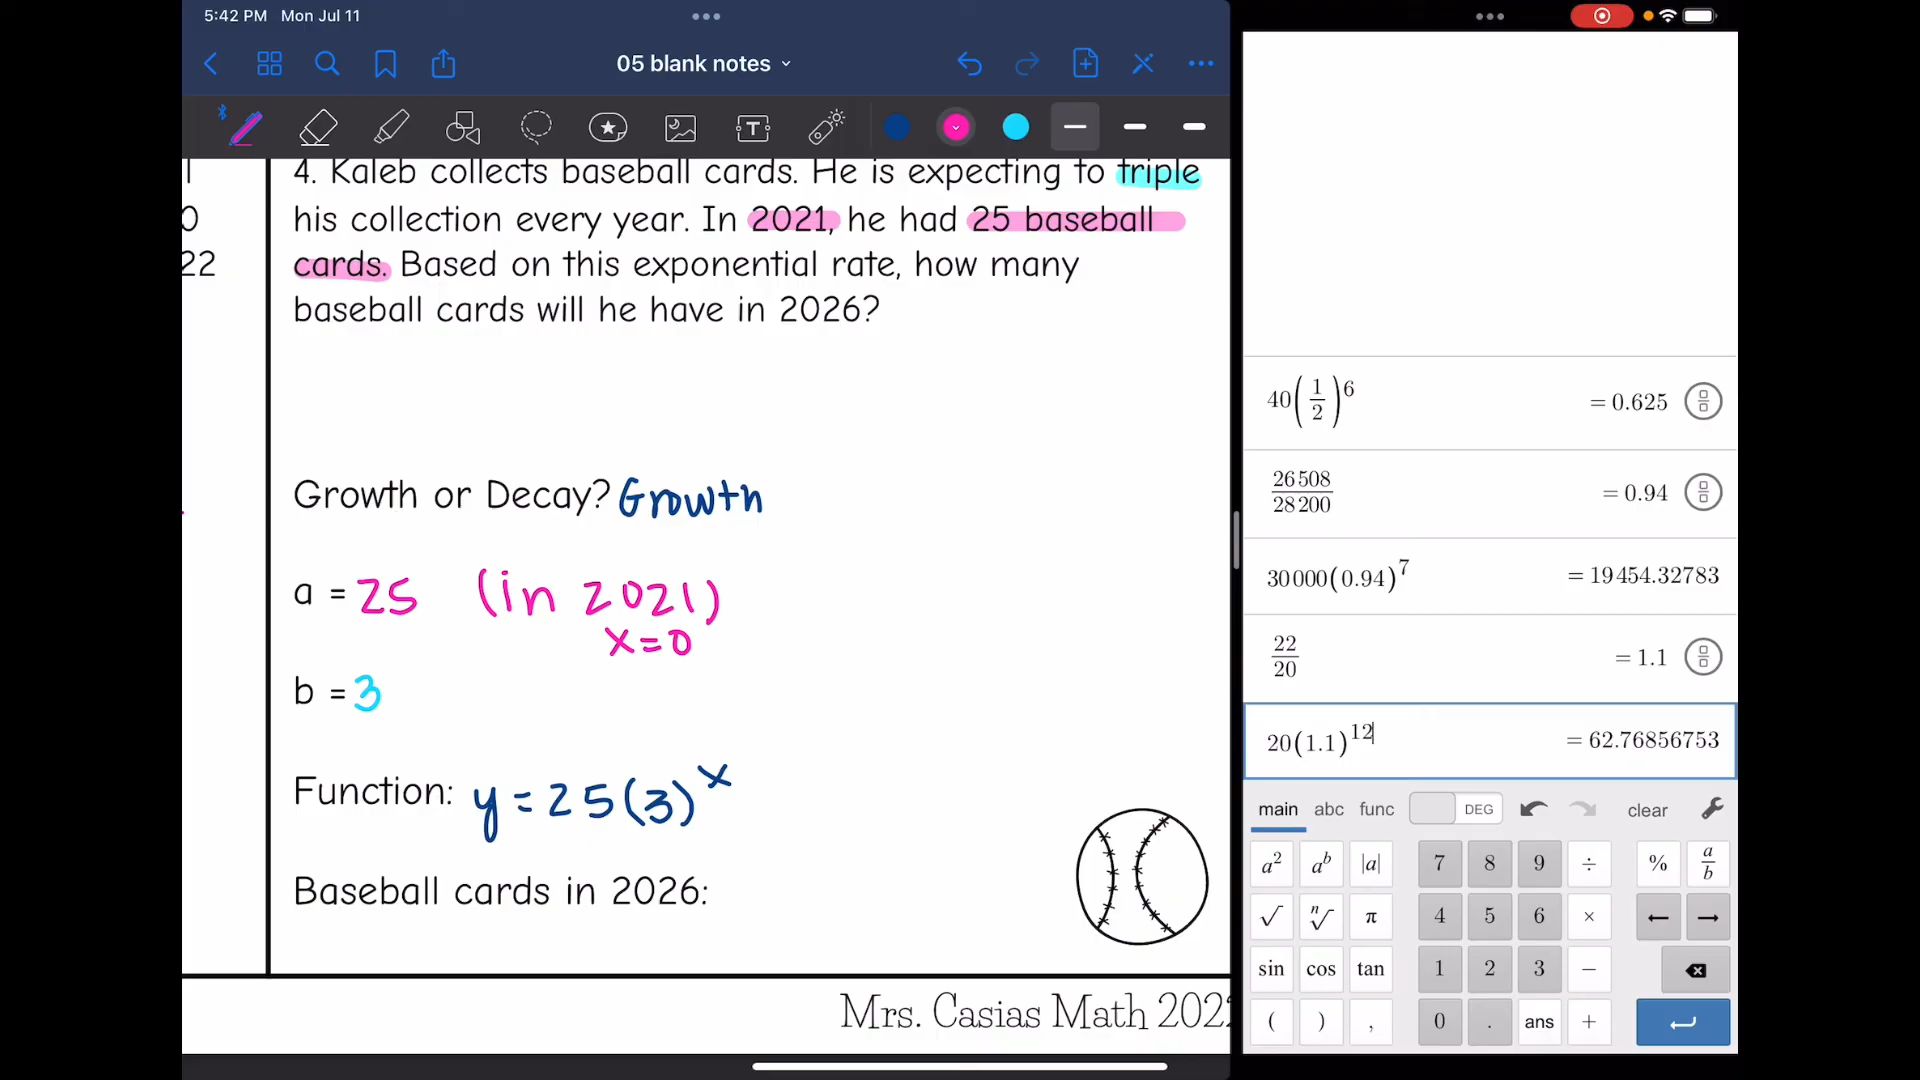 5:42 PM Mon Jul 11
05 blank notes
4. Kaleb collects baseball cards. He is expecting to triple
his collection every year. In 2021, he had 25 baseball
cards. Based on this exponential rate, how many
baseball cards will he have in 2026?
0
22
Growth or Decay? Growth
a = 25 (in 2021)
x=0
b = 3
Function: y = 25(3)^x
Baseball cards in 2026:
Mrs. Casias Math 202
40(1/2)^6 = 0.625
26508/28200 = 0.94
30000(0.94)^7 = 19454.32783
22/20 = 1.1
20(1.1)^12 = 62.76856753
main abc func DEG clear
a² a^b |a| 7 8 9 ÷ % a/b
√ ⁿ√ π 4 5 6 × ← →
sin cos tan 1 2 3 −
( ) , 0 . ans +